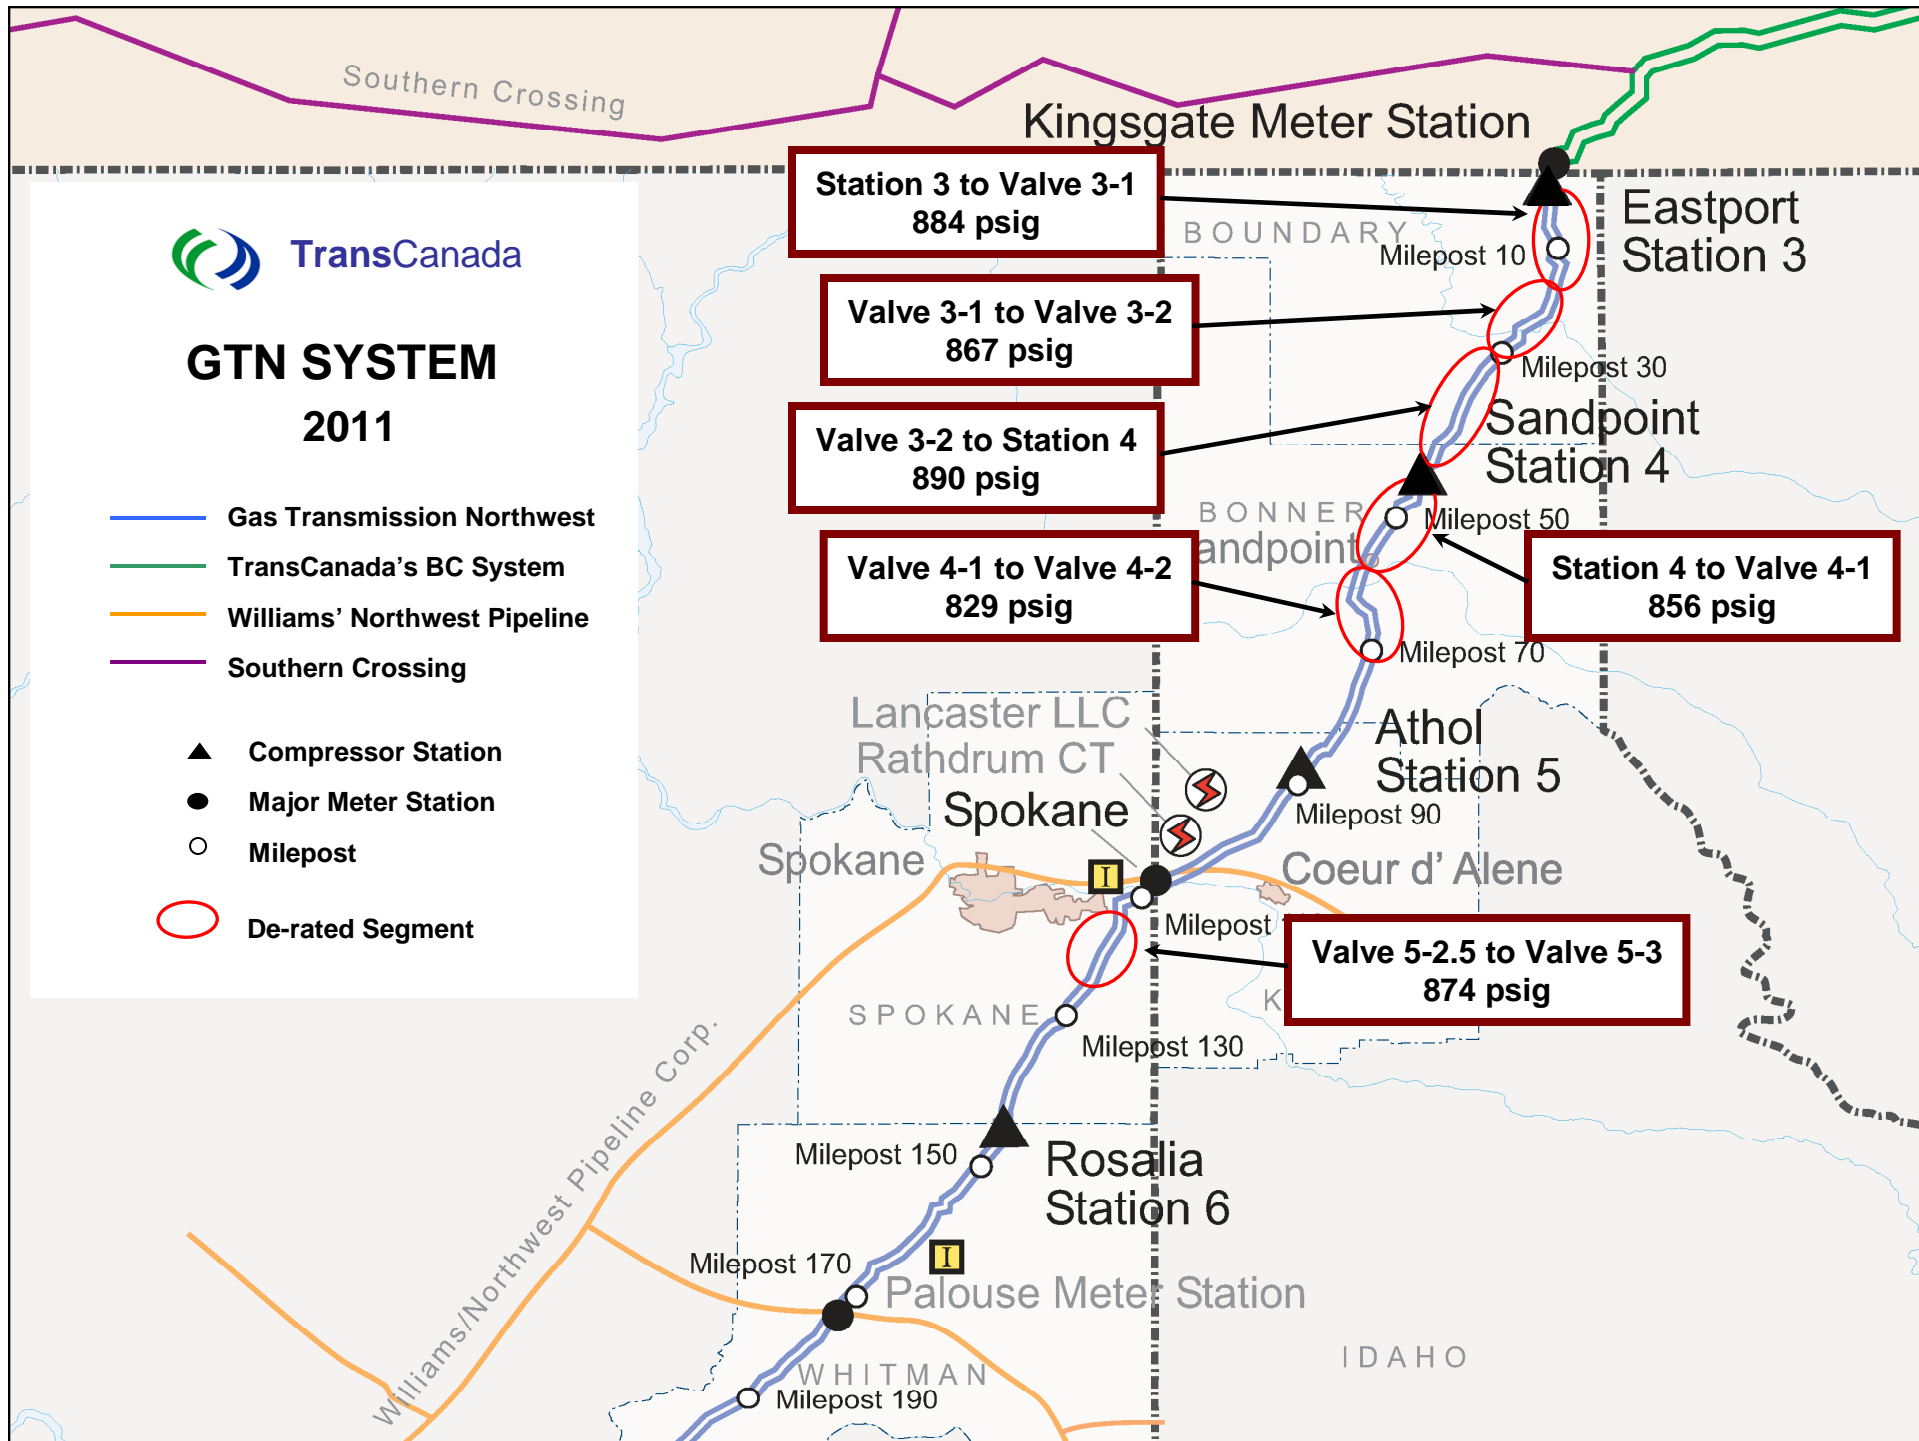 Southern Crossing
Kingsgate Meter Station
Station 3 to Valve 3-1
884 psig
BOUNDARY
Milepost 10
Eastport
Station 3
TransCanada
Valve 3-1 to Valve 3-2
867 psig
GTN SYSTEM
2011
Milepost 30
Valve 3-2 to Station 4
890 psig
Sandpoint
Station 4
Gas Transmission Northwest
TransCanada's BC System
Williams' Northwest Pipeline
Southern Crossing
BONNER
Milepost 50
andpoint
Valve 4-1 to Valve 4-2
829 psig
Station 4 to Valve 4-1
856 psig
Milepost 70
Compressor Station
Major Meter Station
Milepost
De-rated Segment
Lancaster LLC
Rathdrum CT
Athol
Station 5
Spokane
Milepost 90
Spokane
I
Coeur d' Alene
Milepost
Valve 5-2.5 to Valve 5-3
874 psig
K
SPOKANE
Milepost 130
Williams/Northwest Pipeline Corp.
Milepost 150
Rosalia
Station 6
I
Milepost 170
Palouse Meter Station
WHITMAN
IDAHO
Milepost 190